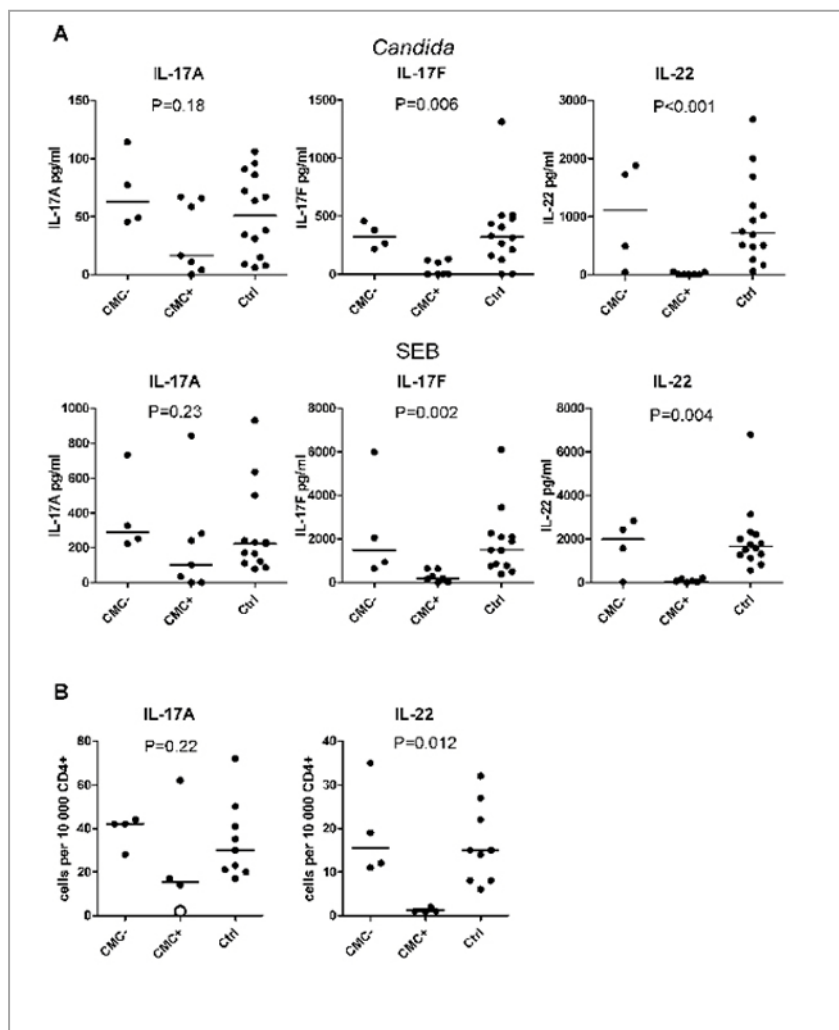 A
Candida
IL-17A IL-17F IL-22
P=0.18 P=0.006 P<0.001
IL-17A pg/ml
150
100
50
0
CMC- CMC+ Ctrl
IL-17F pg/ml
1500
1000
500
0
CMC- CMC+ Ctrl
IL-22 pg/ml
3000
2000
1000
0
CMC- CMC+ Ctrl
SEB
IL-17A IL-17F IL-22
P=0.23 P=0.002 P=0.004
IL-17A pg/ml
1000
800
600
400
200
0
CMC- CMC+ Ctrl
IL-17F pg/ml
8000
6000
4000
2000
0
CMC- CMC+ Ctrl
IL-22 pg/ml
8000
6000
4000
2000
0
CMC- CMC+ Ctrl
B
IL-17A IL-22
P=0.22 P=0.012
cells per 10 000 CD4+
80
60
40
20
0
CMC- CMC+ Ctrl
cells per 10 000 CD4+
40
30
20
10
0
CMC- CMC+ Ctrl